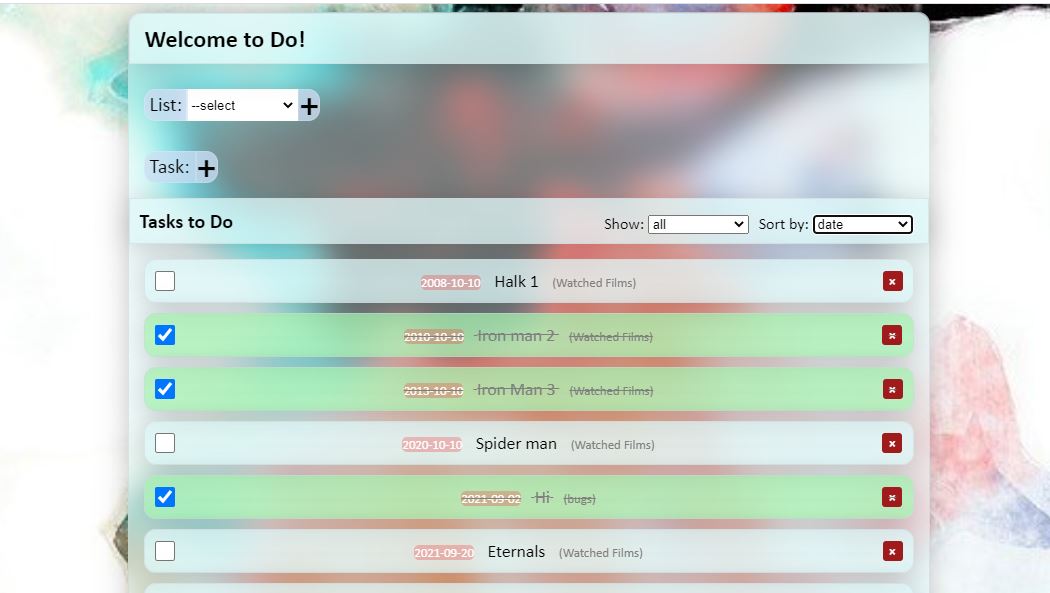 Welcome to Do!
List: --select +
Task: +
Tasks to Do Show: all Sort by: date
2008-10-10 Halk 1 (Watched Films)
2010-10-10 Iron man 2 (Watched Films)
2013-10-10 Iron Man 3 (Watched Films)
2020-10-10 Spider man (Watched Films)
2021-09-02 Hi (bugs)
2021-09-20 Eternals (Watched Films)